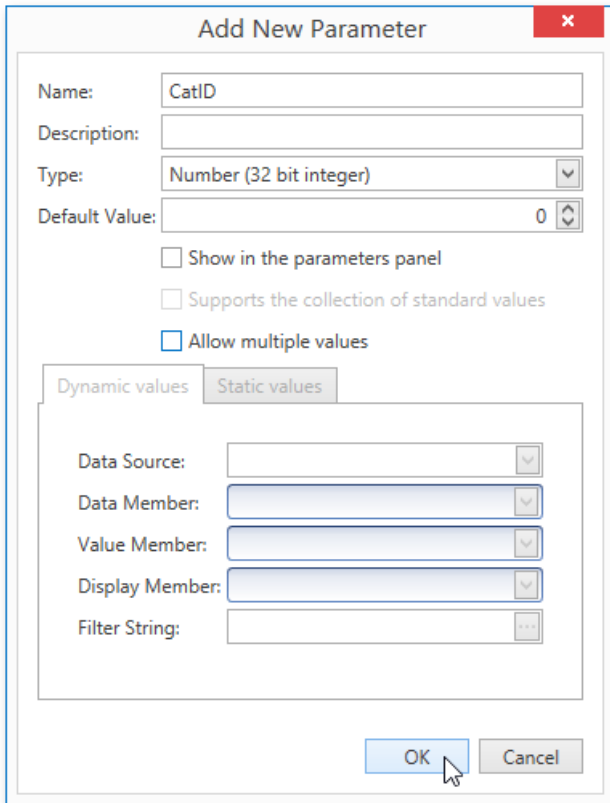 Add New Parameter
Name: CatID
Description:
Type: Number (32 bit integer)
Default Value: 0
Show in the parameters panel
Supports the collection of standard values
Allow multiple values
Dynamic values Static values
Data Source:
Data Member:
Value Member:
Display Member:
Filter String:
OK Cancel